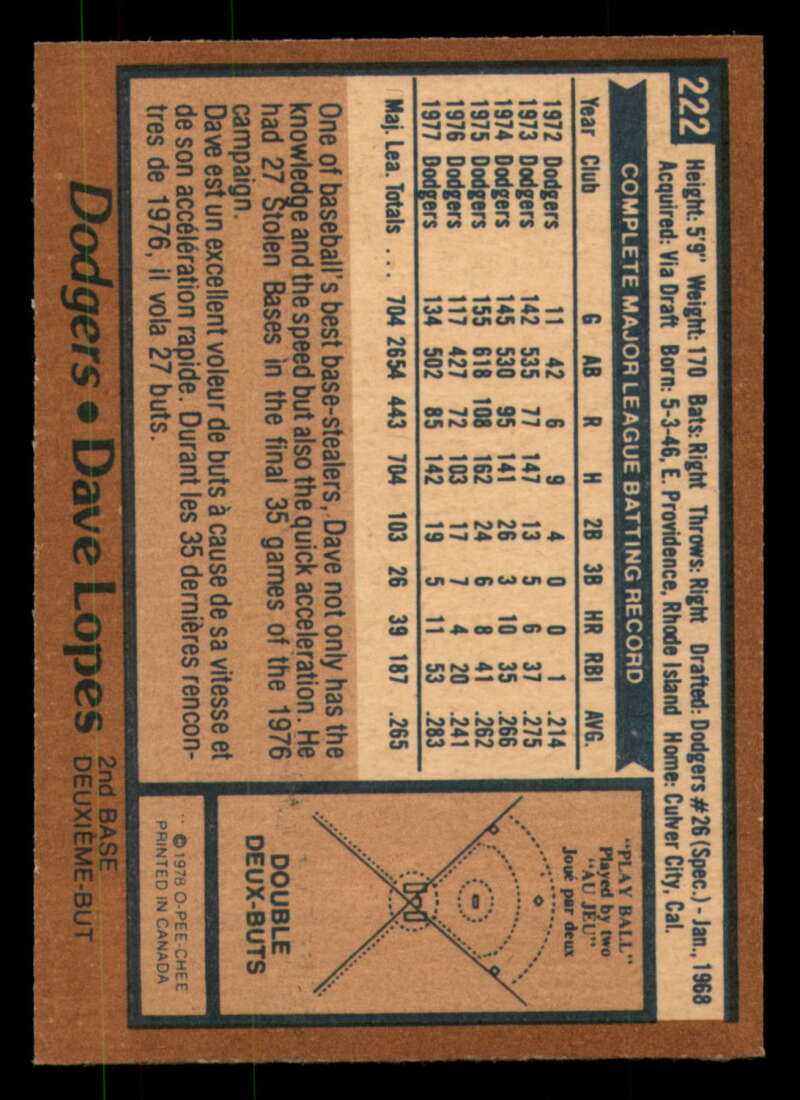 222
Height: 5'9" Weight: 170 Bats: Right Throws: Right Drafted: Dodgers #26 (Spec.) - Jan., 1968
Acquired: Via Draft Born: 5-3-46, E. Providence, Rhode Island Home: Culver City, Cal.
COMPLETE MAJOR LEAGUE BATTING RECORD
Year Club G AB R H 2B 3B HR RBI AVG.
1972 Dodgers 11 42 6 9 4 0 0 1 .214
1973 Dodgers 142 535 77 147 13 5 6 37 .275
1974 Dodgers 145 530 95 141 26 3 10 35 .266
1975 Dodgers 155 618 108 162 24 6 8 41 .262
1976 Dodgers 117 427 72 103 17 7 4 20 .241
1977 Dodgers 134 502 85 142 19 5 11 53 .283
Maj. Lea. Totals ... 704 2654 443 704 103 26 39 187 .265
One of baseball's best base-stealers, Dave not only has the
knowledge and the speed but also the quick acceleration. He
had 27 Stolen Bases in the final 35 games of the 1976
campaign.
Dave est un excellent voleur de buts à cause de sa vitesse et
de son accélération rapide. Durant les 35 dernières rencon-
tres de 1976, il vola 27 buts.
"PLAY BALL"
Played by two
"AU JEU"
Joué par deux
DOUBLE
DEUX-BUTS
© 1978 O-PEE-CHEE
PRINTED IN CANADA
Dodgers • Dave Lopes
2nd BASE
DEUXIÈME-BUT